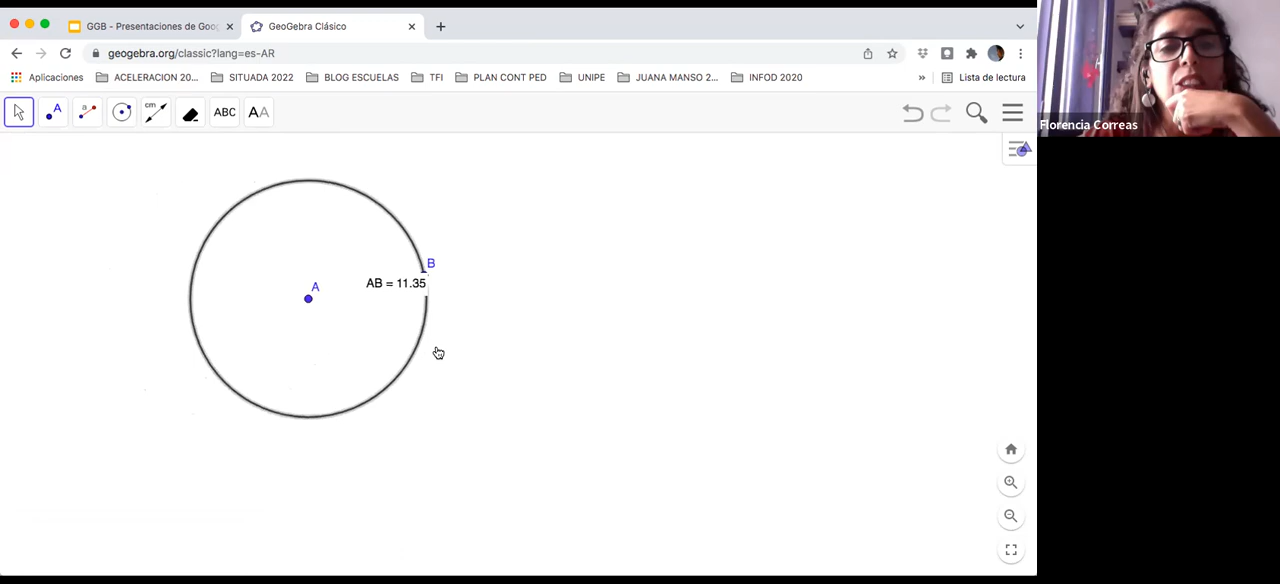 GGB - Presentaciones de Goo
GeoGebra Clásico
geogebra.org/classic?lang=es-AR
Aplicaciones
ACELERACION 20...
SITUADA 2022
BLOG ESCUELAS
TFI
PLAN CONT PED
UNIPE
JUANA MANSO 2...
INFOD 2020
»
Lista de lectura
A
a
cm
ABC
AA
Florencia Correas
B
AB = 11.35
A